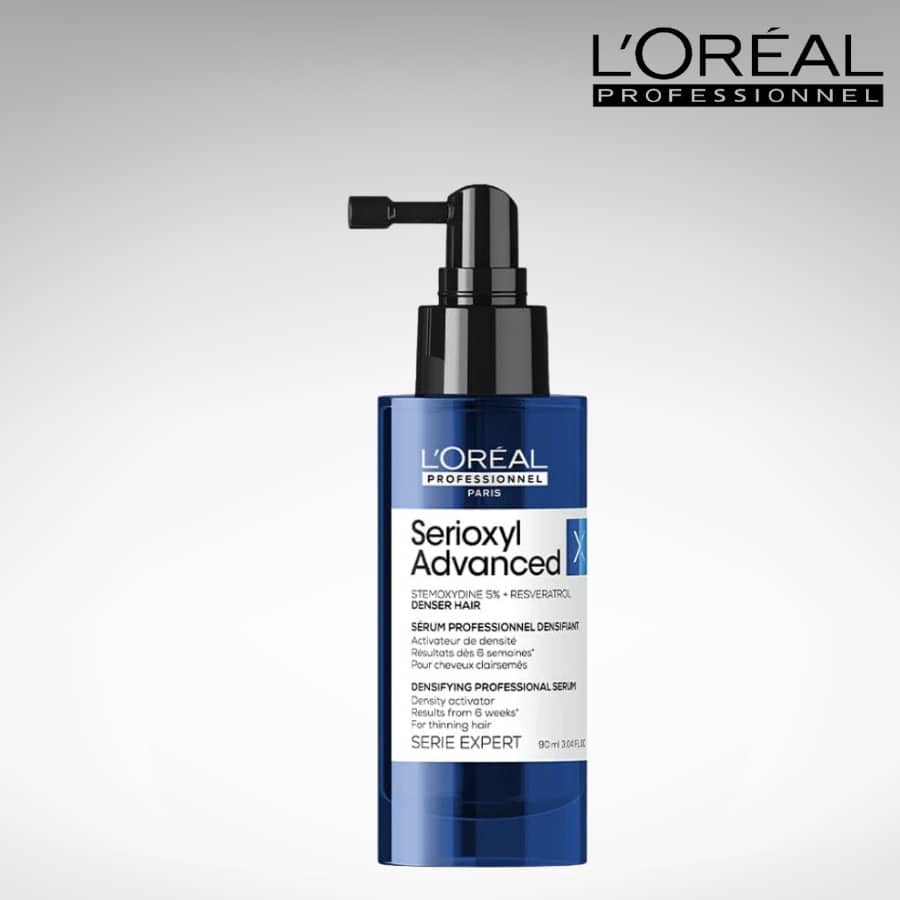 L'ORÉAL
PROFESSIONNEL
L'ORÉAL
PROFESSIONNEL
PARIS
Serioxyl
Advanced X
STEMOXYDINE 5% + RESVERATROL
DENSER HAIR
SÉRUM PROFESSIONNEL DENSIFIANT
Activateur de densité
Résultats dès 6 semaines*
Pour cheveux clairsemés
DENSIFYING PROFESSIONAL SERUM
Density activator
Results from 6 weeks*
For thinning hair
SERIE EXPERT 90 ml 3.04